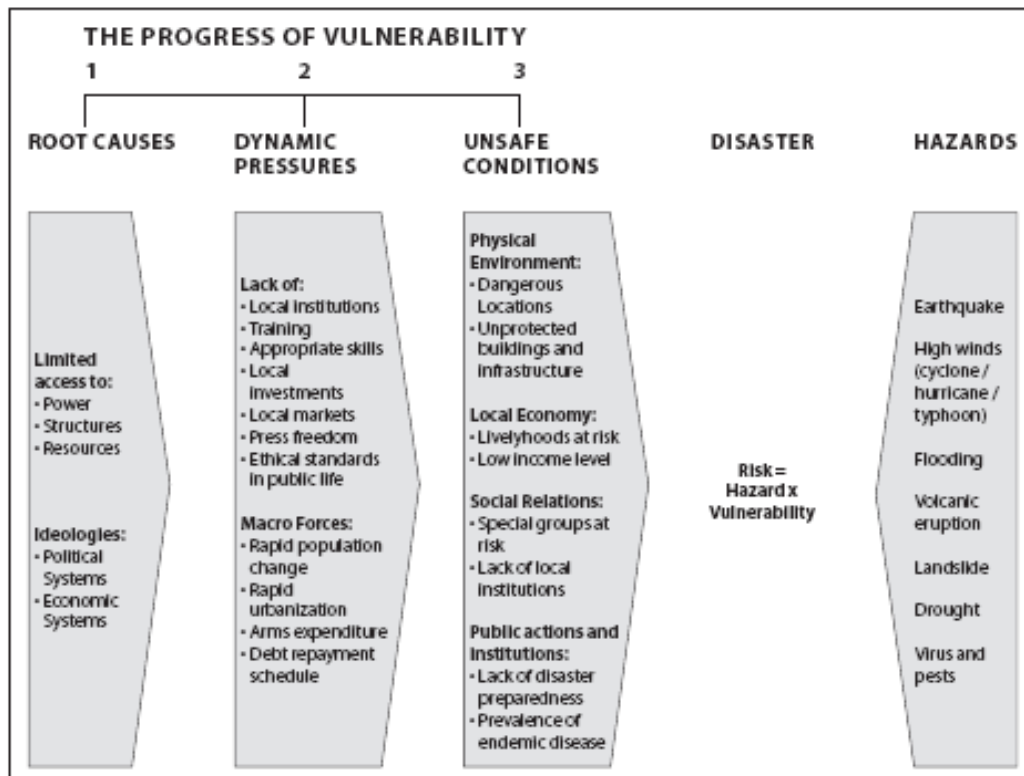 THE PROGRESS OF VULNERABILITY
1 2 3
ROOT CAUSES
DYNAMIC
PRESSURES
UNSAFE
CONDITIONS
DISASTER
HAZARDS
Limited
access to:
• Power
• Structures
• Resources
Ideologies:
• Political
Systems
• Economic
Systems
Lack of:
• Local institutions
• Training
• Appropriate skills
• Local
investments
• Local markets
• Press freedom
• Ethical standards
in public life
Macro Forces:
• Rapid population
change
• Rapid
urbanization
• Arms expenditure
• Debt repayment
schedule
Physical
Environment:
• Dangerous
Locations
• Unprotected
buildings and
infrastructure
Local Economy:
• Livelyhoods at risk
• Low income level
Social Relations:
• Special groups at
risk
• Lack of local
institutions
Public actions and
institutions:
• Lack of disaster
preparedness
• Prevalence of
endemic disease
Risk =
Hazard x
Vulnerability
Earthquake
High winds
(cyclone /
hurricane /
typhoon)
Flooding
Volcanic
eruption
Landslide
Drought
Virus and
pests